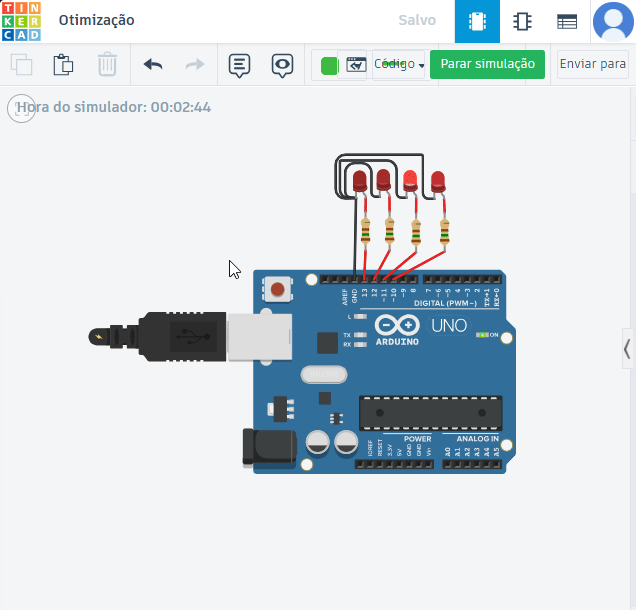 TIN
KER
CAD
Otimização
Salvo
Código
Parar simulação
Enviar para
Hora do simulador: 00:02:44
AREF
GND
13
12
~11
~10
~9
8
7
~6
~5
4
~3
2
TX→1
RX←0
DIGITAL (PWM~)
L
TX
RX
ARDUINO
UNO
ON
POWER
ANALOG IN
IOREF
RESET
3.3V
5V
GND
GND
Vin
A0
A1
A2
A3
A4
A5